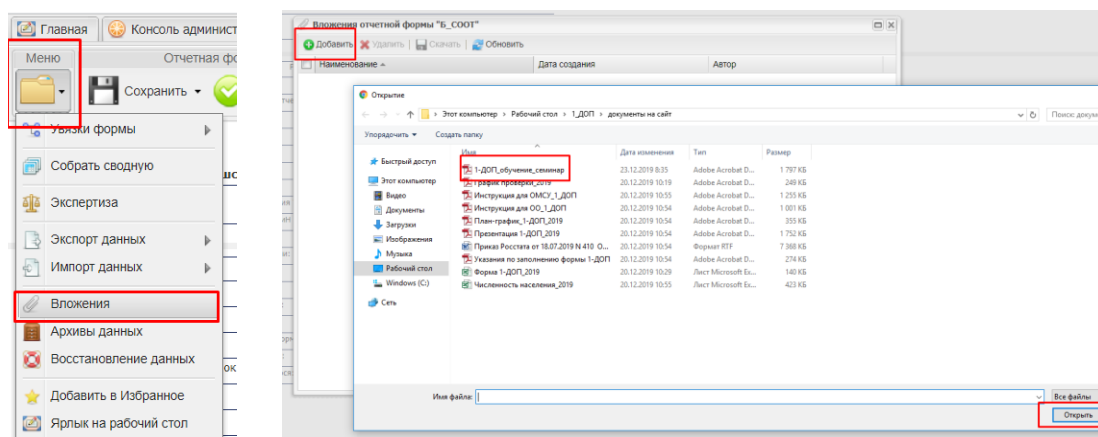 Главная
Консоль админист
Меню
Отчетная фо
Сохранить
Увязки формы
Собрать сводную
Экспертиза
Экспорт данных
Импорт данных
Вложения
Архивы данных
Восстановление данных
Добавить в Избранное
Ярлык на рабочий стол
Вложения отчетной формы "Б_СООТ"
Добавить Удалить Скачать Обновить
Наименование Дата создания Автор
Открытие
Этот компьютер › Рабочий стол › 1_ДОП › документы на сайт
Поиск: докум
Упорядочить Создать папку
Имя Дата изменения Тип Размер
Быстрый доступ
Этот компьютер
Видео
Документы
Загрузки
Изображения
Музыка
Рабочий стол
Windows (C:)
Сеть
1-ДОП_обучение_семинар 23.12.2019 8:35 Adobe Acrobat D... 1 797 КБ
График проверки_2019 20.12.2019 10:19 Adobe Acrobat D... 249 КБ
Инструкция для ОМСУ_1_ДОП 20.12.2019 10:55 Adobe Acrobat D... 1 255 КБ
Инструкция для ОО_1_ДОП 20.12.2019 10:54 Adobe Acrobat D... 1 001 КБ
План-график_1-ДОП_2019 20.12.2019 10:54 Adobe Acrobat D... 355 КБ
Презентация 1-ДОП_2019 20.12.2019 10:54 Adobe Acrobat D... 1 752 КБ
Приказ Росстата от 18.07.2019 N 410 О... 20.12.2019 10:54 Формат RTF 7 368 КБ
Указания по заполнению формы 1-ДОП 20.12.2019 10:54 Adobe Acrobat D... 274 КБ
Форма 1-ДОП_2019 20.12.2019 10:29 Лист Microsoft Ex... 140 КБ
Численность населения_2019 20.12.2019 10:55 Лист Microsoft Ex... 423 КБ
Имя файла:
Все файлы
Открыть